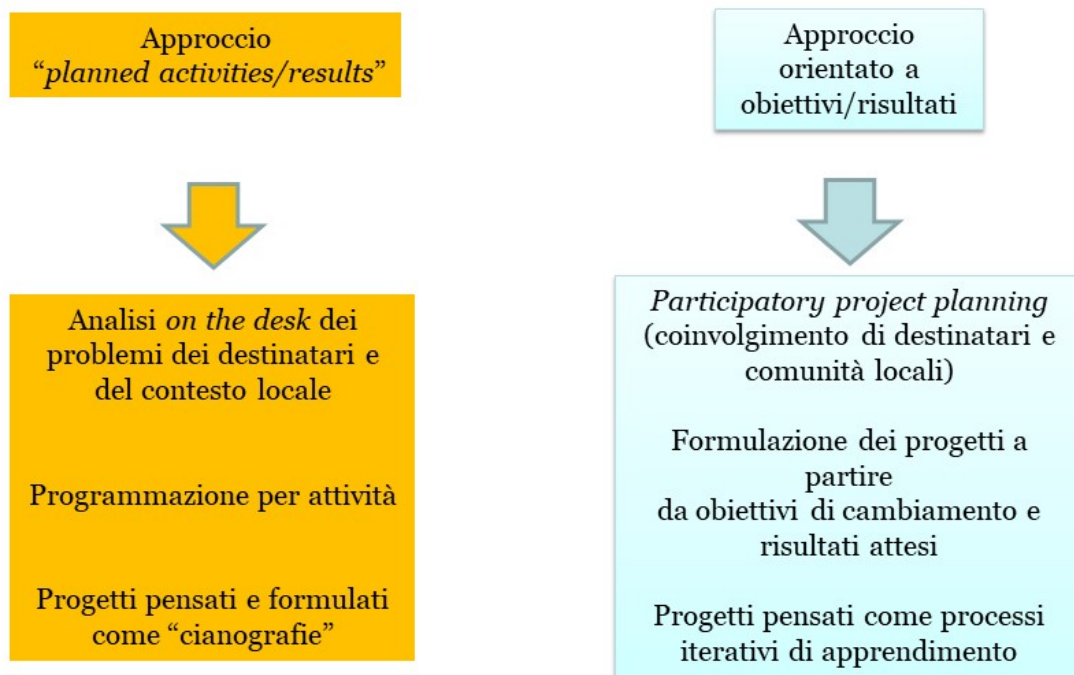 Approccio
“planned activities/results”
Approccio
orientato a
obiettivi/risultati
Analisi on the desk dei
problemi dei destinatari e
del contesto locale
Programmazione per attività
Progetti pensati e formulati
come “cianografie”
Participatory project planning
(coinvolgimento di destinatari e
comunità locali)
Formulazione dei progetti a
partire
da obiettivi di cambiamento e
risultati attesi
Progetti pensati come processi
iterativi di apprendimento